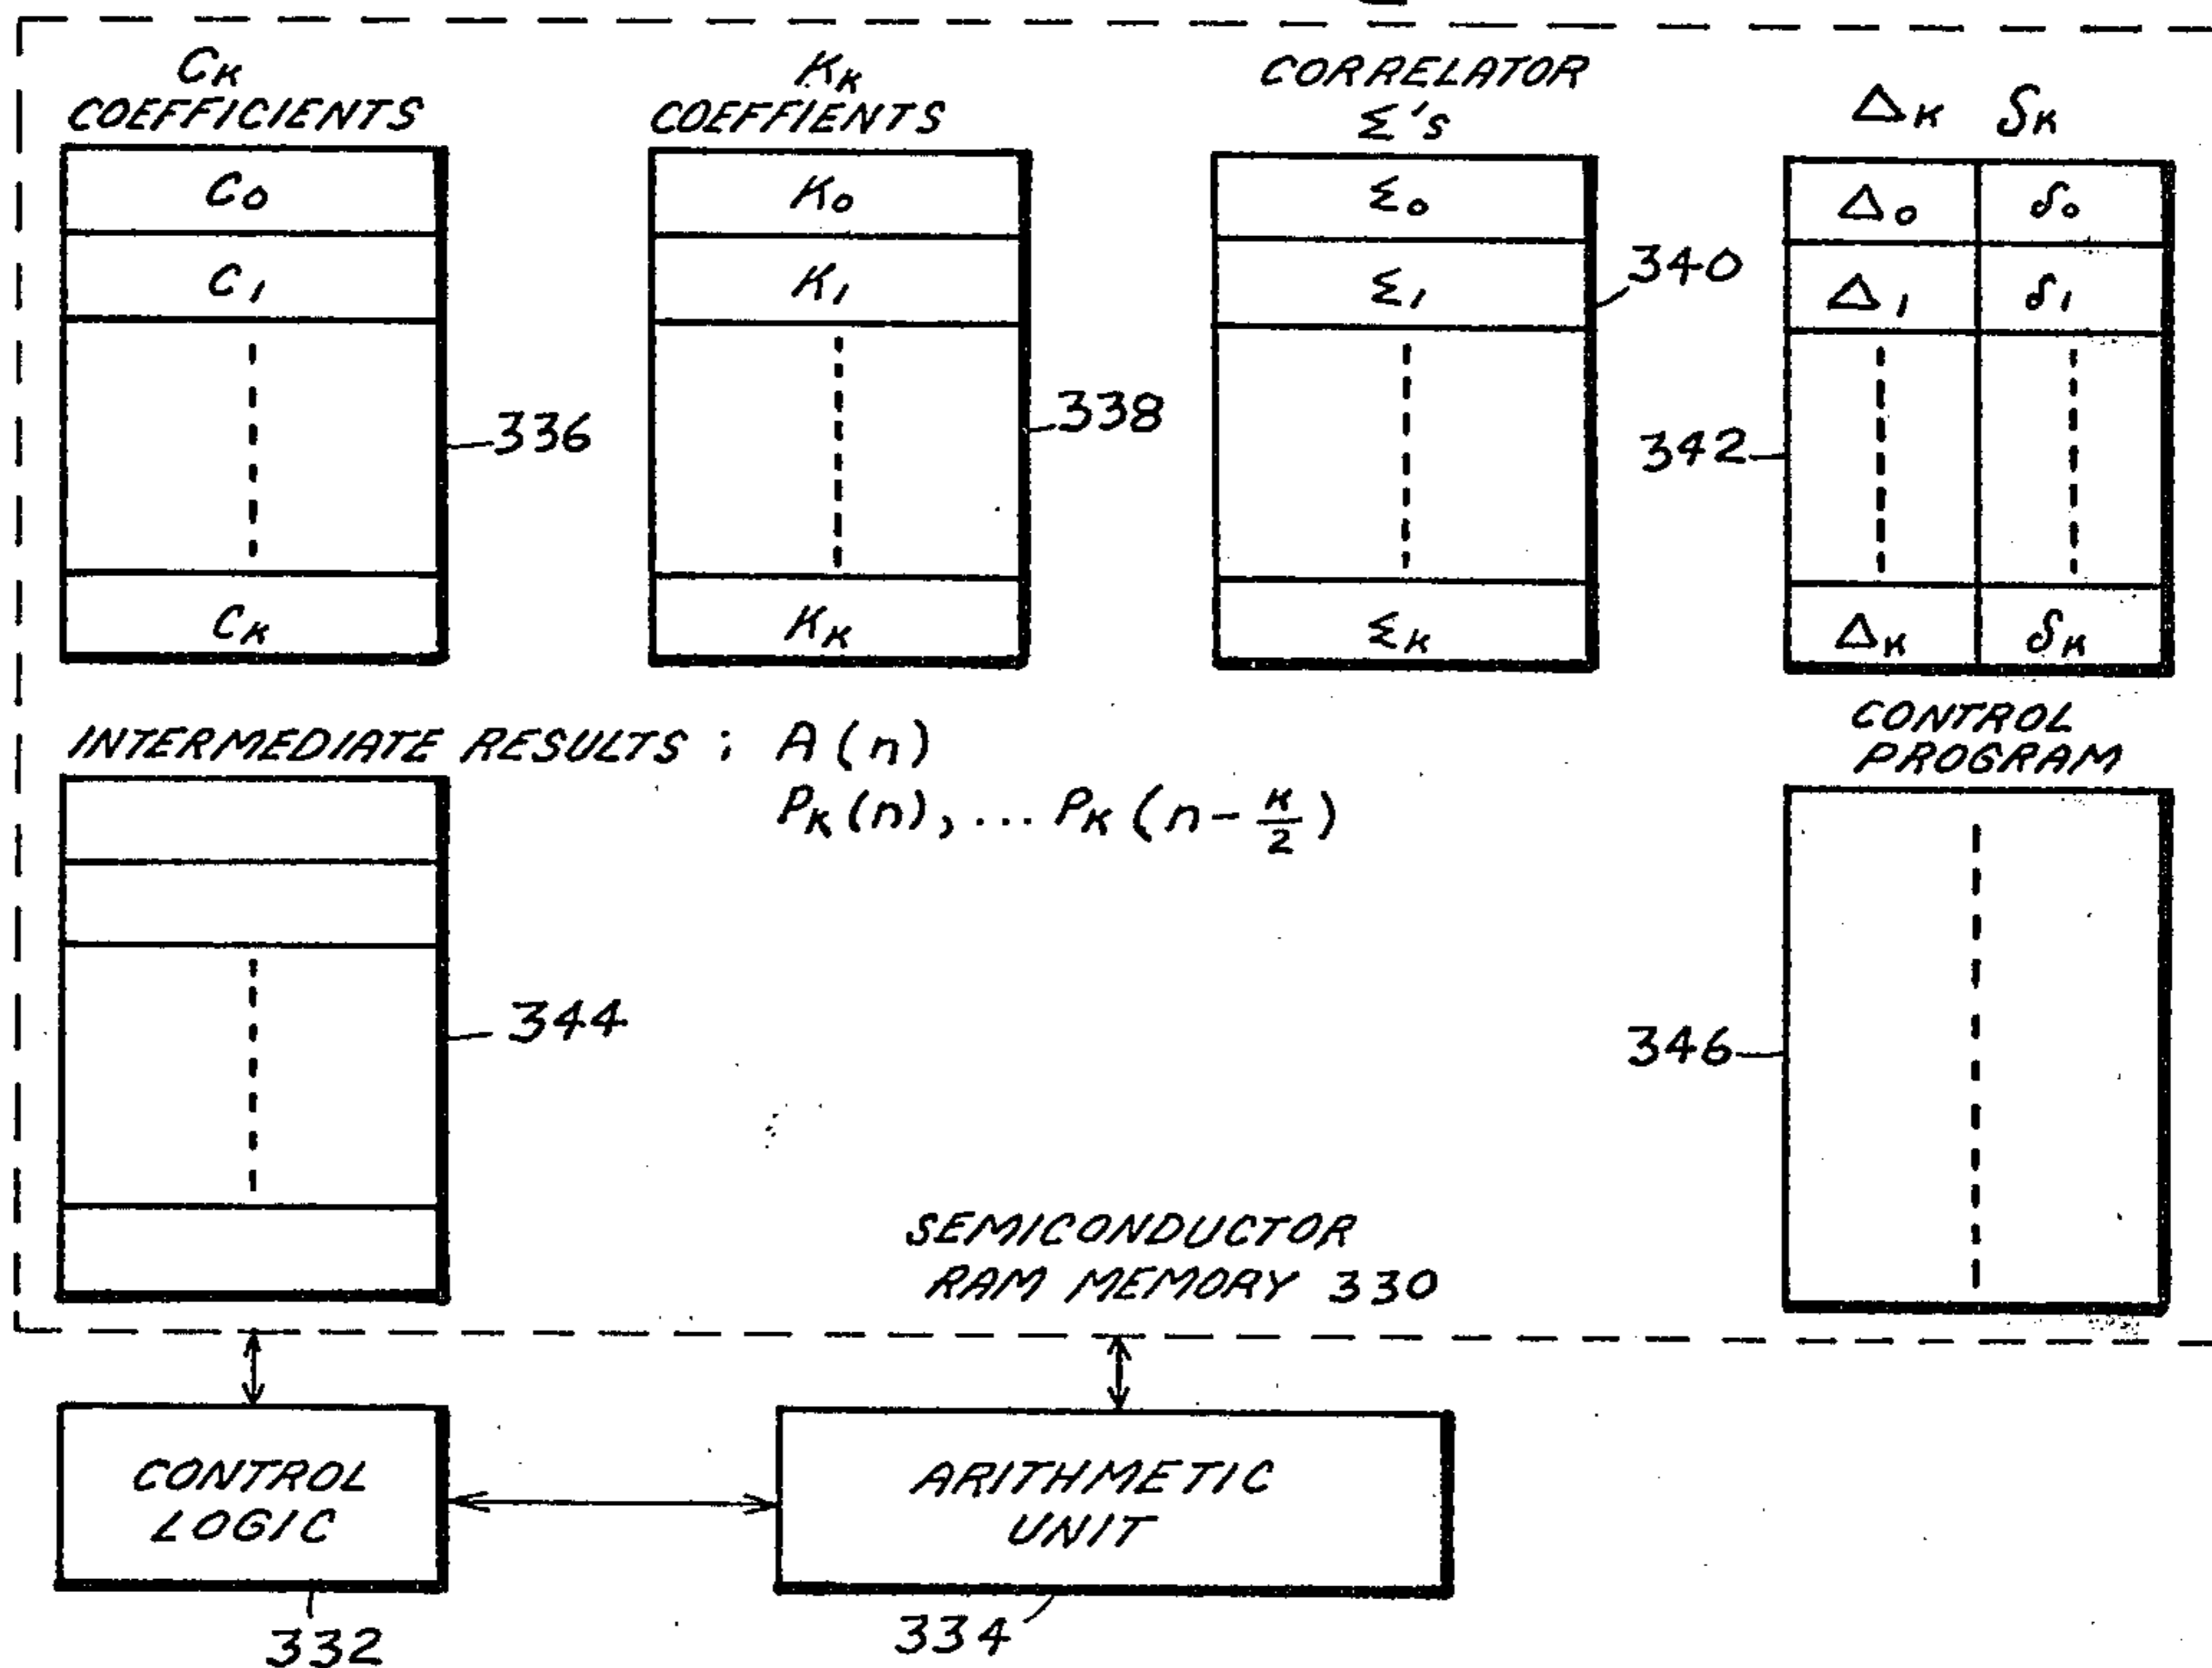 CK
COEFFICIENTS
C0
C1
CK
336
KK
COEFFIENTS
K0
K1
KK
338
CORRELATOR
Σ's
Σ0
Σ1
ΣK
340
ΔK δK
Δ0 δ0
Δ1 δ1
ΔK δK
342
INTERMEDIATE RESULTS : A(n)
PK(n), ... PK(n-K/2)
344
CONTROL
PROGRAM
346
SEMICONDUCTOR
RAM MEMORY 330
CONTROL
LOGIC
332
ARITHMETIC
UNIT
334